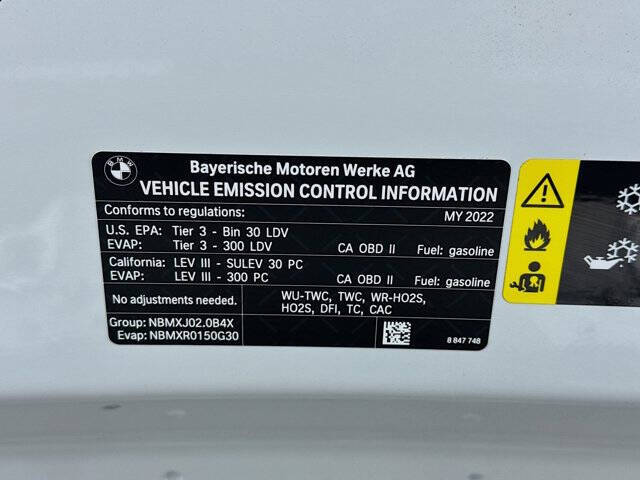 BMW
Bayerische Motoren Werke AG
VEHICLE EMISSION CONTROL INFORMATION
Conforms to regulations: MY 2022
U.S. EPA: Tier 3 - Bin 30 LDV
EVAP: Tier 3 - 300 LDV CA OBD II Fuel: gasoline
California: LEV III - SULEV 30 PC
EVAP: LEV III - 300 PC CA OBD II Fuel: gasoline
No adjustments needed.
WU-TWC, TWC, WR-HO2S,
HO2S, DFI, TC, CAC
Group: NBMXJ02.0B4X
Evap: NBMXR0150G30
8 847 748